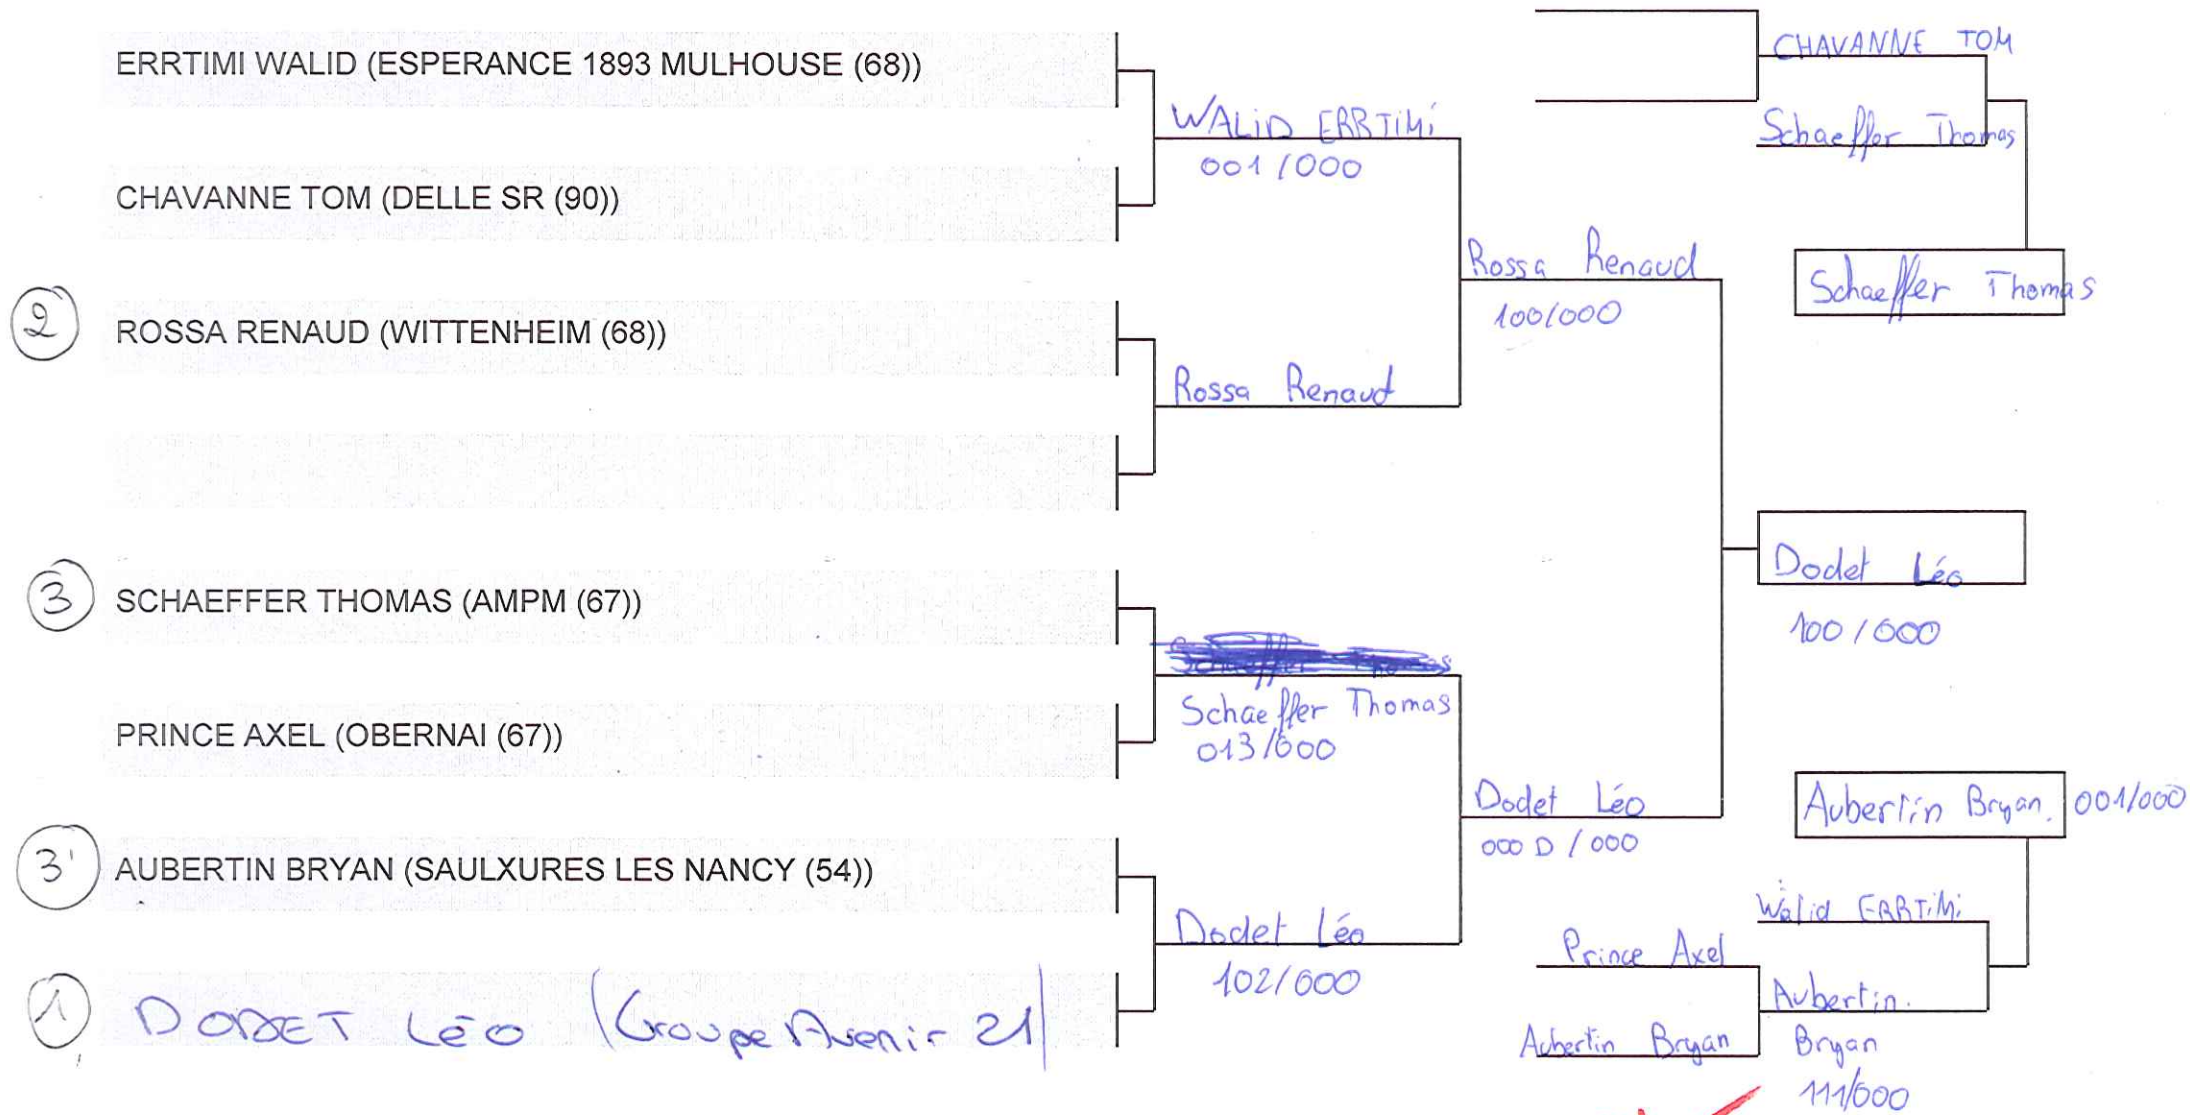 ERRTIMI WALID (ESPERANCE 1893 MULHOUSE (68))
CHAVANNE TOM (DELLE SR (90))
2 ROSSA RENAUD (WITTENHEIM (68))
3 SCHAEFFER THOMAS (AMPM (67))
PRINCE AXEL (OBERNAI (67))
3' AUBERTIN BRYAN (SAULXURES LES NANCY (54))
1 DODET Léo (Groupe Avenir 21)
WALiD ERRTiMi
001/000
Rossa Renaud
Schaeffer Thomas
Schaeffer Thomas
013/000
Dodet Léo
102/000
Rossa Renaud
100/000
Dodet Léo
000 D / 000
CHAVANNE TOM
Schaeffer Thomas
Schaeffer Thomas
Dodet Léo
100/000
Aubertin Bryan. 001/000
Walid ERRTiMi
Prince Axel
Aubertin Bryan
Aubertin.
Bryan
111/000